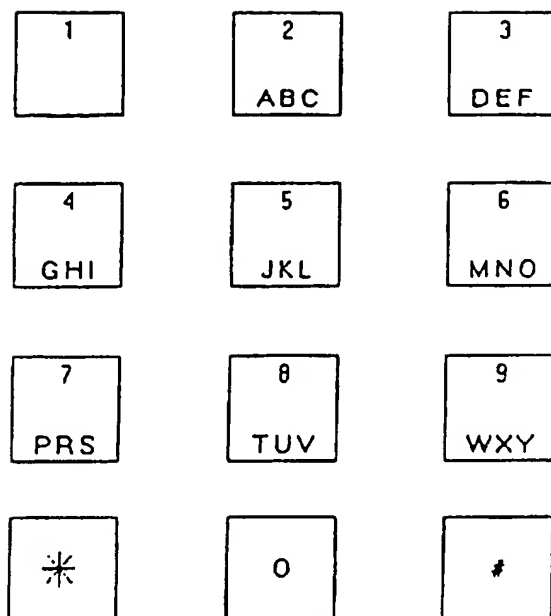 1 2 3
ABC DEF
4 5 6
GHI JKL MNO
7 8 9
PRS TUV WXY
* 0 #